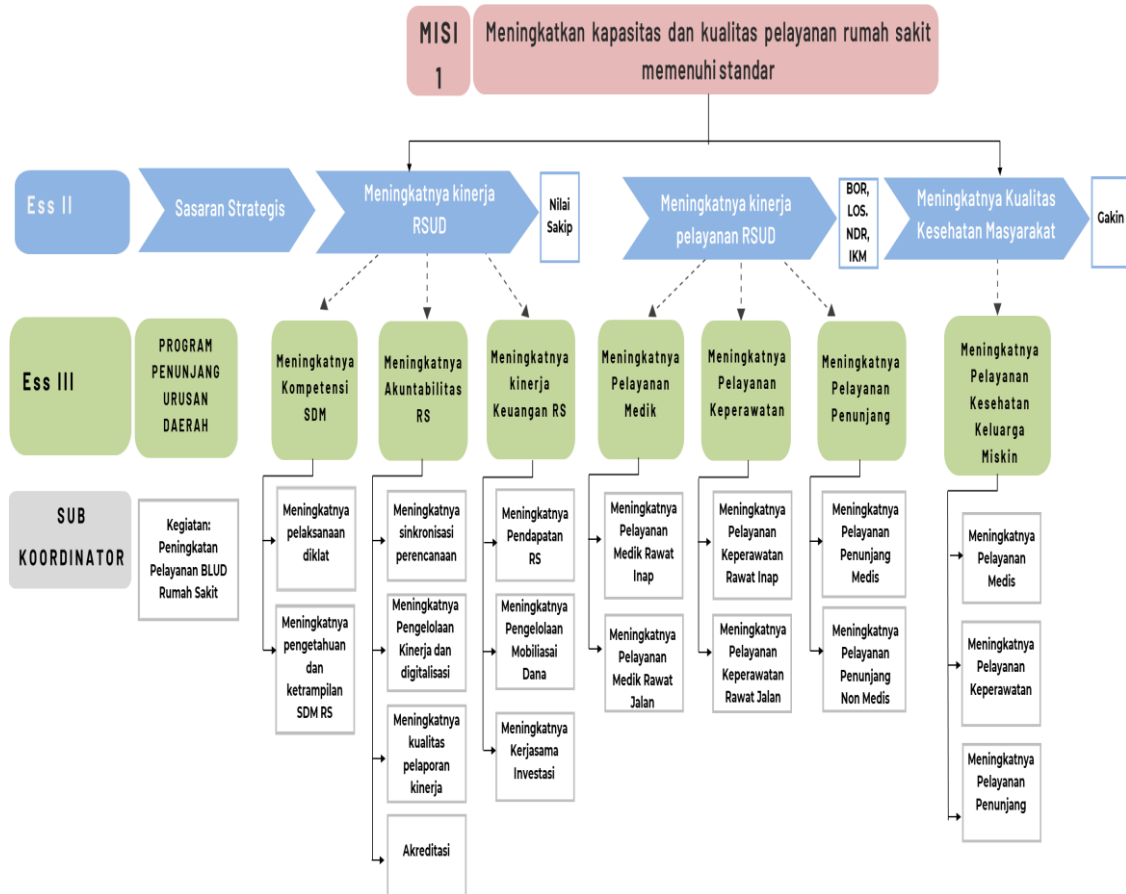 MISI
1
Meningkatkan kapasitas dan kualitas pelayanan rumah sakit
memenuhi standar
Ess II
Sasaran Strategis
Meningkatnya kinerja
RSUD
Nilai
Sakip
Meningkatnya kinerja
pelayanan RSUD
BOR,
LOS.
NDR,
IKM
Meningkatnya Kualitas
Kesehatan Masyarakat
Gakin
Ess III
PROGRAM
PENUNJANG
URUSAN
DAERAH
Meningkatnya
Kompetensi
SDM
Meningkatnya
Akuntabilitas
RS
Meningkatnya
kinerja
Keuangan RS
Meningkatnya
Pelayanan
Medik
Meningkatnya
Pelayanan
Keperawatan
Meningkatnya
Pelayanan
Penunjang
Meningkatnya
Pelayanan
Kesehatan
Keluarga
Miskin
SUB
KOORDINATOR
Kegiatan:
Peningkatan
Pelayanan BLUD
Rumah Sakit
Meningkatnya
pelaksanaan
diklat
Meningkatnya
pengetahuan
dan
ketrampilan
SDM RS
Meningkatnya
sinkronisasi
perencanaan
Meningkatnya
Pengelolaan
Kinerja dan
digitalisasi
Meningkatnya
kualitas
pelaporan
kinerja
Akreditasi
Meningkatnya
Pendapatan
RS
Meningkatnya
Pengelolaan
Mobiliasai
Dana
Meningkatnya
Kerjasama
Investasi
Meningkatnya
Pelayanan
Medik Rawat
Inap
Meningkatnya
Pelayanan
Medik Rawat
Jalan
Meningkatnya
Pelayanan
Keperawatan
Rawat Inap
Meningkatnya
Pelayanan
Keperawatan
Rawat Jalan
Meningkatnya
Pelayanan
Penunjang
Medis
Meningkatnya
Pelayanan
Penunjang
Non Medis
Meningkatnya
Pelayanan
Medis
Meningkatnya
Pelayanan
Keperawatan
Meningkatnya
Pelayanan
Penunjang